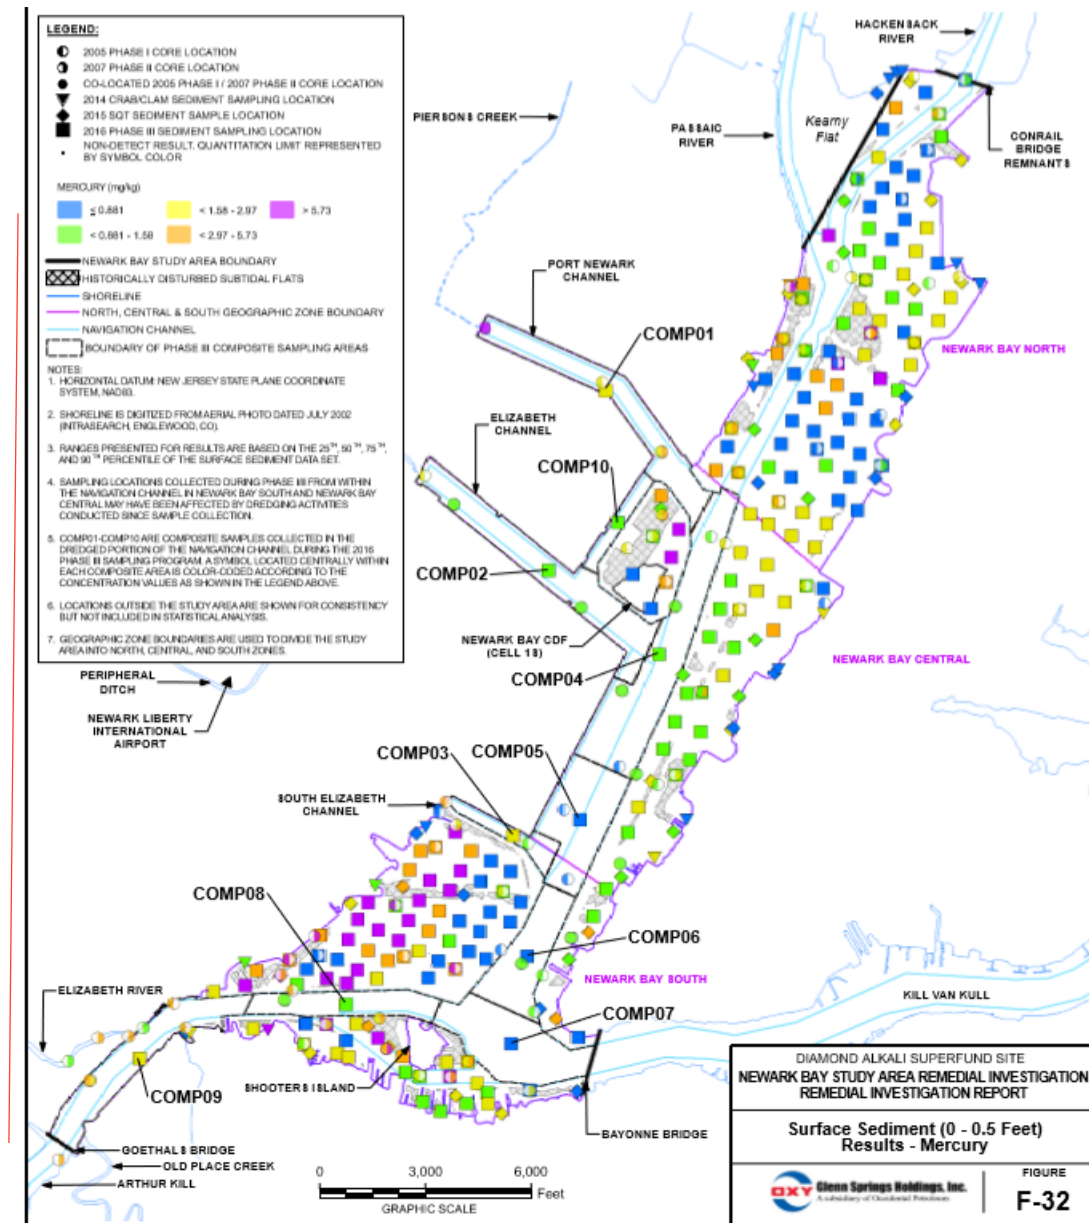 LEGEND:
2005 PHASE I CORE LOCATION
2007 PHASE II CORE LOCATION
CO-LOCATED 2005 PHASE I / 2007 PHASE II CORE LOCATION
2014 CRAB/CLAM SEDIMENT SAMPLING LOCATION
2015 SQT SEDIMENT SAMPLE LOCATION
2016 PHASE III SEDIMENT SAMPLING LOCATION
NON-DETECT RESULT. QUANTITATION LIMIT REPRESENTED
BY SYMBOL COLOR
MERCURY (mg/kg)
≤ 0.881
< 1.58 - 2.97
> 5.73
< 0.881 - 1.58
< 2.97 - 5.73
NEWARK BAY STUDY AREA BOUNDARY
HISTORICALLY DISTURBED SUBTIDAL FLATS
SHORELINE
NORTH, CENTRAL & SOUTH GEOGRAPHIC ZONE BOUNDARY
NAVIGATION CHANNEL
BOUNDARY OF PHASE III COMPOSITE SAMPLING AREAS
NOTES:
1. HORIZONTAL DATUM: NEW JERSEY STATE PLANE COORDINATE
SYSTEM, NAD83.
2. SHORELINE IS DIGITIZED FROM AERIAL PHOTO DATED JULY 2002
(INTRASEARCH, ENGLEWOOD, CO).
3. RANGES PRESENTED FOR RESULTS ARE BASED ON THE 25TH, 50TH, 75TH,
AND 90TH PERCENTILE OF THE SURFACE SEDIMENT DATA SET.
4. SAMPLING LOCATIONS COLLECTED DURING PHASE III FROM WITHIN
THE NAVIGATION CHANNEL IN NEWARK BAY SOUTH AND NEWARK BAY
CENTRAL MAY HAVE BEEN AFFECTED BY DREDGING ACTIVITIES
CONDUCTED SINCE SAMPLE COLLECTION.
5. COMP01-COMP10 ARE COMPOSITE SAMPLES COLLECTED IN THE
DREDGED PORTION OF THE NAVIGATION CHANNEL DURING THE 2016
PHASE III SAMPLING PROGRAM. A SYMBOL LOCATED CENTRALLY WITHIN
EACH COMPOSITE AREA IS COLOR-CODED ACCORDING TO THE
CONCENTRATION VALUES AS SHOWN IN THE LEGEND ABOVE.
6. LOCATIONS OUTSIDE THE STUDY AREA ARE SHOWN FOR CONSISTENCY
BUT NOT INCLUDED IN STATISTICAL ANALYSIS.
7. GEOGRAPHIC ZONE BOUNDARIES ARE USED TO DIVIDE THE STUDY
AREA INTO NORTH, CENTRAL, AND SOUTH ZONES.
HACKENSACK
RIVER
PIERSONS CREEK
PASSAIC
RIVER
Kearny
Flat
CONRAIL
BRIDGE
REMNANTS
PORT NEWARK
CHANNEL
COMP01
NEWARK BAY NORTH
ELIZABETH
CHANNEL
COMP10
COMP02
NEWARK BAY CDF
(CELL 18)
NEWARK BAY CENTRAL
COMP04
PERIPHERAL
DITCH
NEWARK LIBERTY
INTERNATIONAL
AIRPORT
COMP03
COMP05
SOUTH ELIZABETH
CHANNEL
COMP08
COMP06
NEWARK BAY SOUTH
ELIZABETH RIVER
KILL VAN KULL
COMP07
SHOOTERS ISLAND
COMP09
BAYONNE BRIDGE
GOETHALS BRIDGE
OLD PLACE CREEK
ARTHUR KILL
0 3,000 6,000
Feet
GRAPHIC SCALE
DIAMOND ALKALI SUPERFUND SITE
NEWARK BAY STUDY AREA REMEDIAL INVESTIGATION
REMEDIAL INVESTIGATION REPORT
Surface Sediment (0 - 0.5 Feet)
Results - Mercury
OXY
Glenn Springs Holdings, Inc.
A subsidiary of Occidental Petroleum
FIGURE
F-32